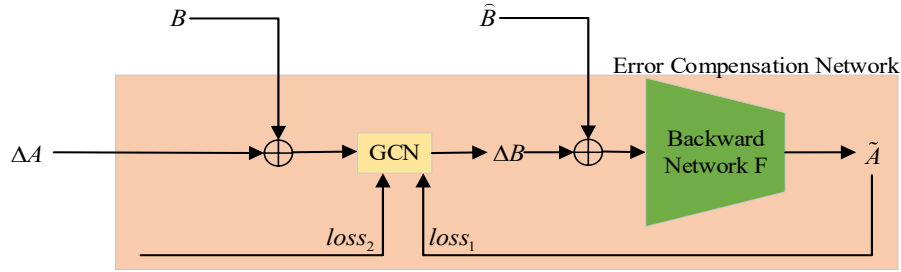 B
B̂
Error Compensation Network
ΔA
GCN
ΔB
Backward
Network F
Ã
loss₂
loss₁